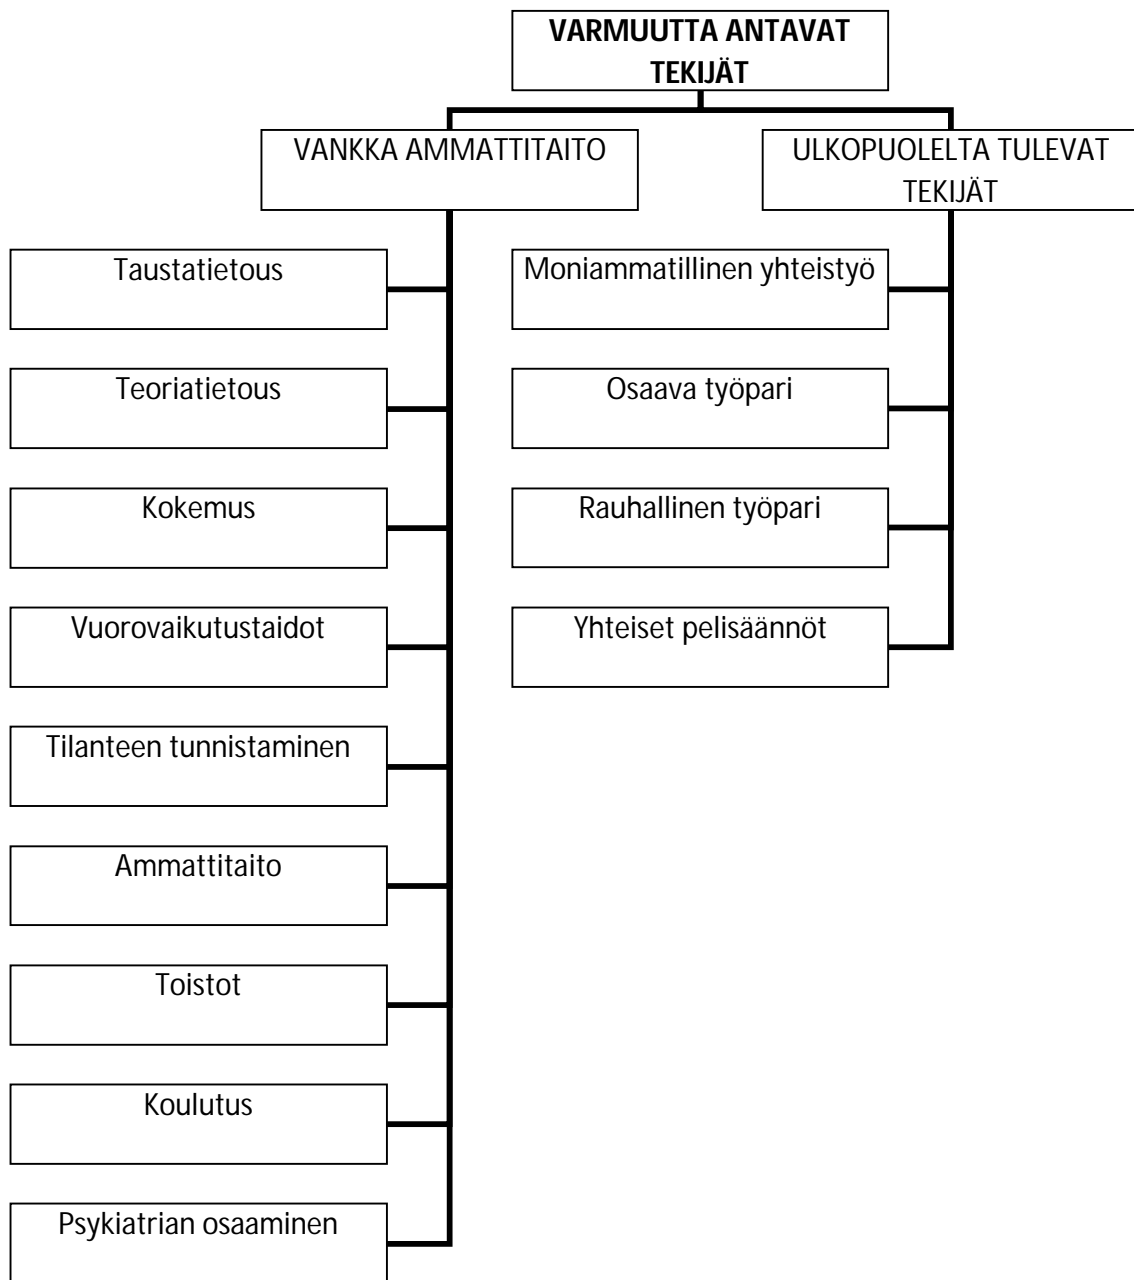 VARMUUTTA ANTAVAT
TEKIJÄT
VANKKA AMMATTITAITO
ULKOPUOLELTA TULEVAT
TEKIJÄT
Taustatietous
Teoriatietous
Kokemus
Vuorovaikutustaidot
Tilanteen tunnistaminen
Ammattitaito
Toistot
Koulutus
Psykiatrian osaaminen
Moniammatillinen yhteistyö
Osaava työpari
Rauhallinen työpari
Yhteiset pelisäännöt